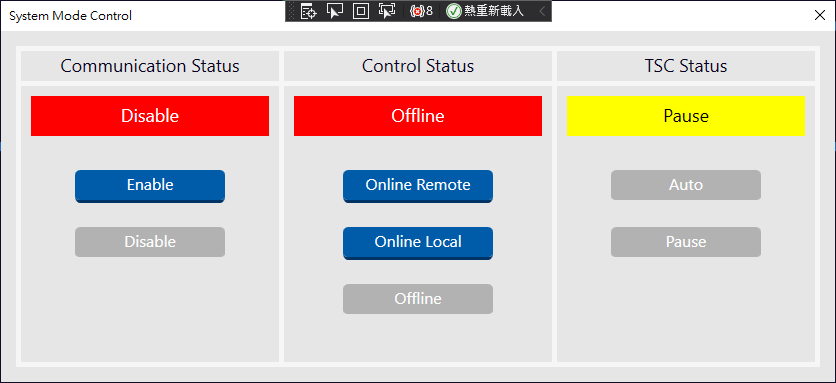 System Mode Control
8
熱重新載入
Communication Status
Control Status
TSC Status
Disable
Offline
Pause
Enable
Online Remote
Auto
Disable
Online Local
Pause
Offline